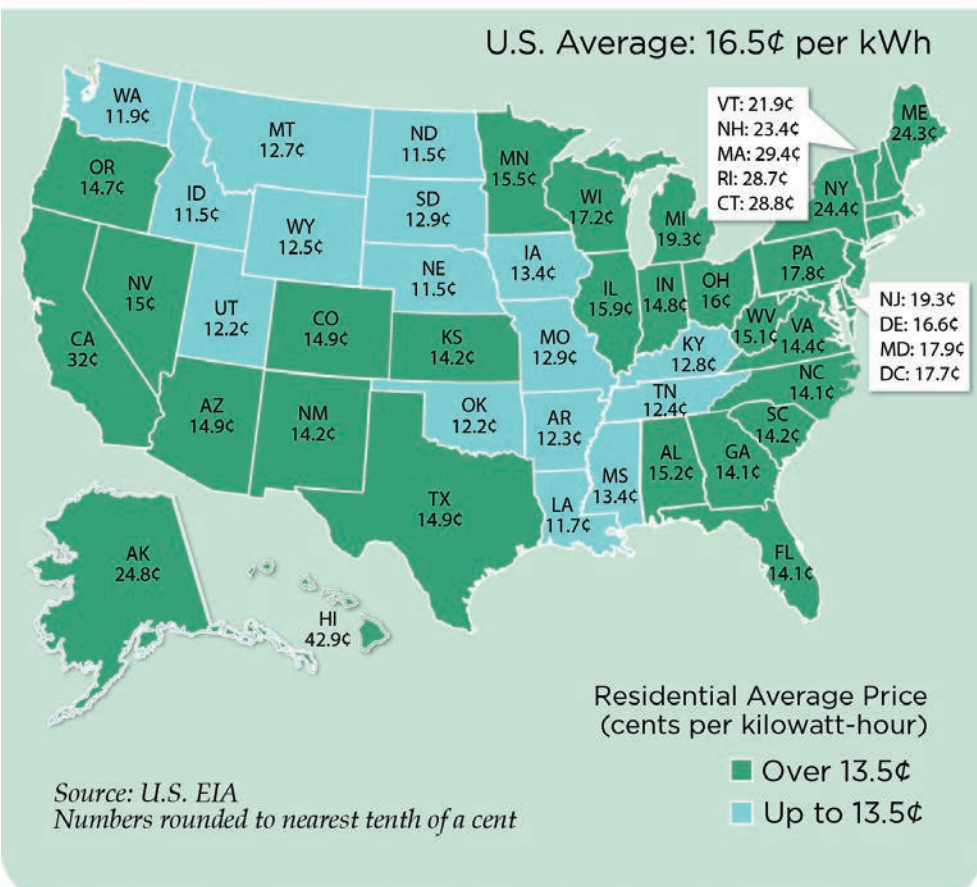 U.S. Average: 16.5¢ per kWh
WA
11.9¢
MT
12.7¢
ND
11.5¢
MN
15.5¢
VT: 21.9¢
NH: 23.4¢
MA: 29.4¢
RI: 28.7¢
CT: 28.8¢
ME
24.3¢
OR
14.7¢
ID
11.5¢
WY
12.5¢
SD
12.9¢
WI
17.2¢
MI
19.3¢
NY
24.4¢
NV
15¢
UT
12.2¢
CO
14.9¢
NE
11.5¢
IA
13.4¢
IL
15.9¢
IN
14.8¢
OH
16¢
PA
17.8¢
NJ: 19.3¢
DE: 16.6¢
MD: 17.9¢
DC: 17.7¢
CA
32¢
KS
14.2¢
MO
12.9¢
KY
12.8¢
WV
15.1¢
VA
14.4¢
AZ
14.9¢
NM
14.2¢
OK
12.2¢
AR
12.3¢
TN
12.4¢
NC
14.1¢
SC
14.2¢
TX
14.9¢
LA
11.7¢
MS
13.4¢
AL
15.2¢
GA
14.1¢
FL
14.1¢
AK
24.8¢
HI
42.9¢
Residential Average Price
(cents per kilowatt-hour)
Over 13.5¢
Up to 13.5¢
Source: U.S. EIA
Numbers rounded to nearest tenth of a cent